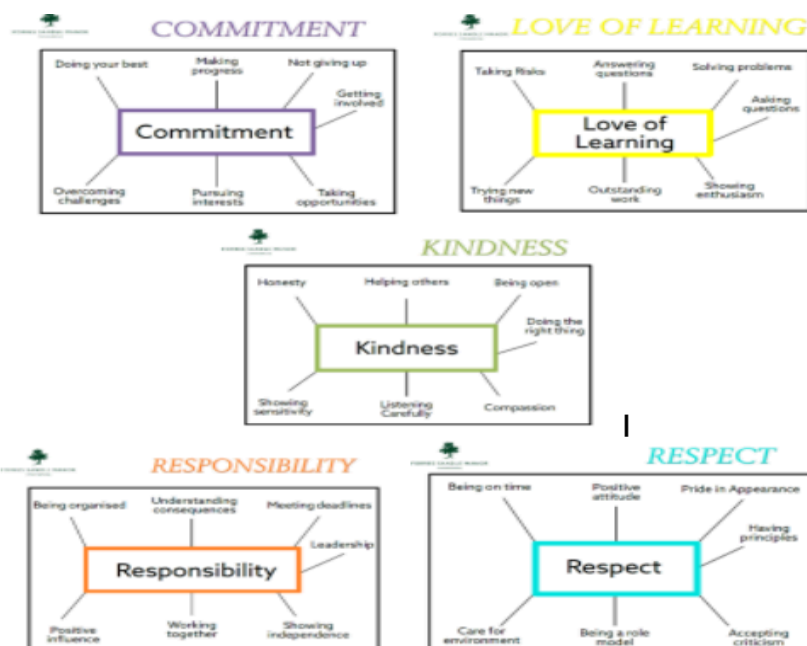 COMMITMENT
Doing your best
Making
progress
Not giving up
Getting
involved
Commitment
Overcoming
challenges
Pursuing
interests
Taking
opportunities
LOVE OF LEARNING
Taking Risks
Answering
questions
Solving problems
Asking
questions
Love of
Learning
Trying new
things
Outstanding
work
Showing
enthusiasm
KINDNESS
Honesty
Helping others
Being open
Doing the
right thing
Kindness
Showing
sensitivity
Listening
Carefully
Compassion
RESPONSIBILITY
Being organised
Understanding
consequences
Meeting deadlines
Leadership
Responsibility
Positive
influence
Working
together
Showing
independence
RESPECT
Being on time
Positive
attitude
Pride in Appearance
Having
principles
Respect
Care for
environment
Being a role
model
Accepting
criticism